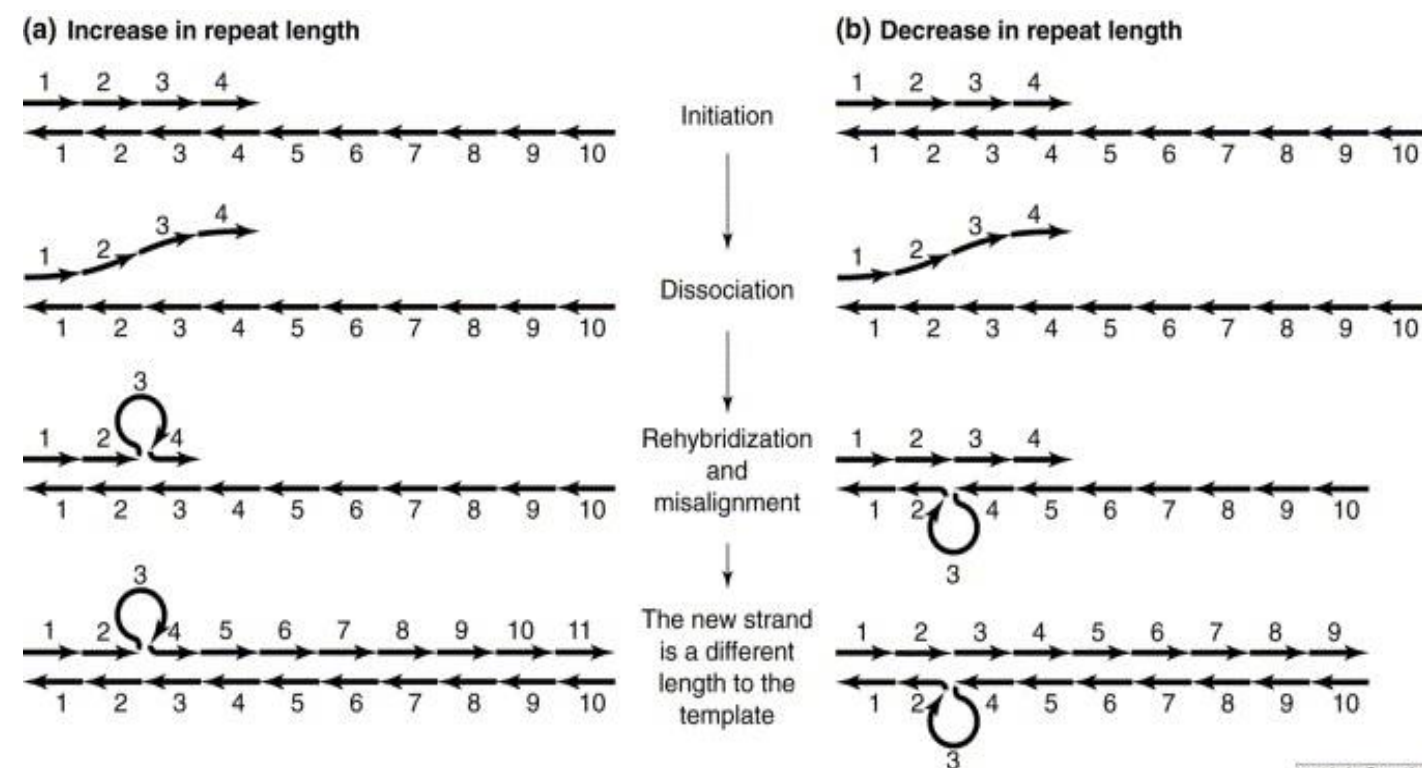 (a) Increase in repeat length
1 2 3 4
1 2 3 4 5 6 7 8 9 10
1 2 3 4
1 2 3 4 5 6 7 8 9 10
3
1 2 4
1 2 3 4 5 6 7 8 9 10
3
1 2 4 5 6 7 8 9 10 11
1 2 3 4 5 6 7 8 9 10
Initiation
Dissociation
Rehybridization
and
misalignment
The new strand
is a different
length to the
template
(b) Decrease in repeat length
1 2 3 4
1 2 3 4 5 6 7 8 9 10
1 2 3 4
1 2 3 4 5 6 7 8 9 10
1 2 3 4
1 2 4 5 6 7 8 9 10
3
1 2 3 4 5 6 7 8 9
1 2 4 5 6 7 8 9 10
3